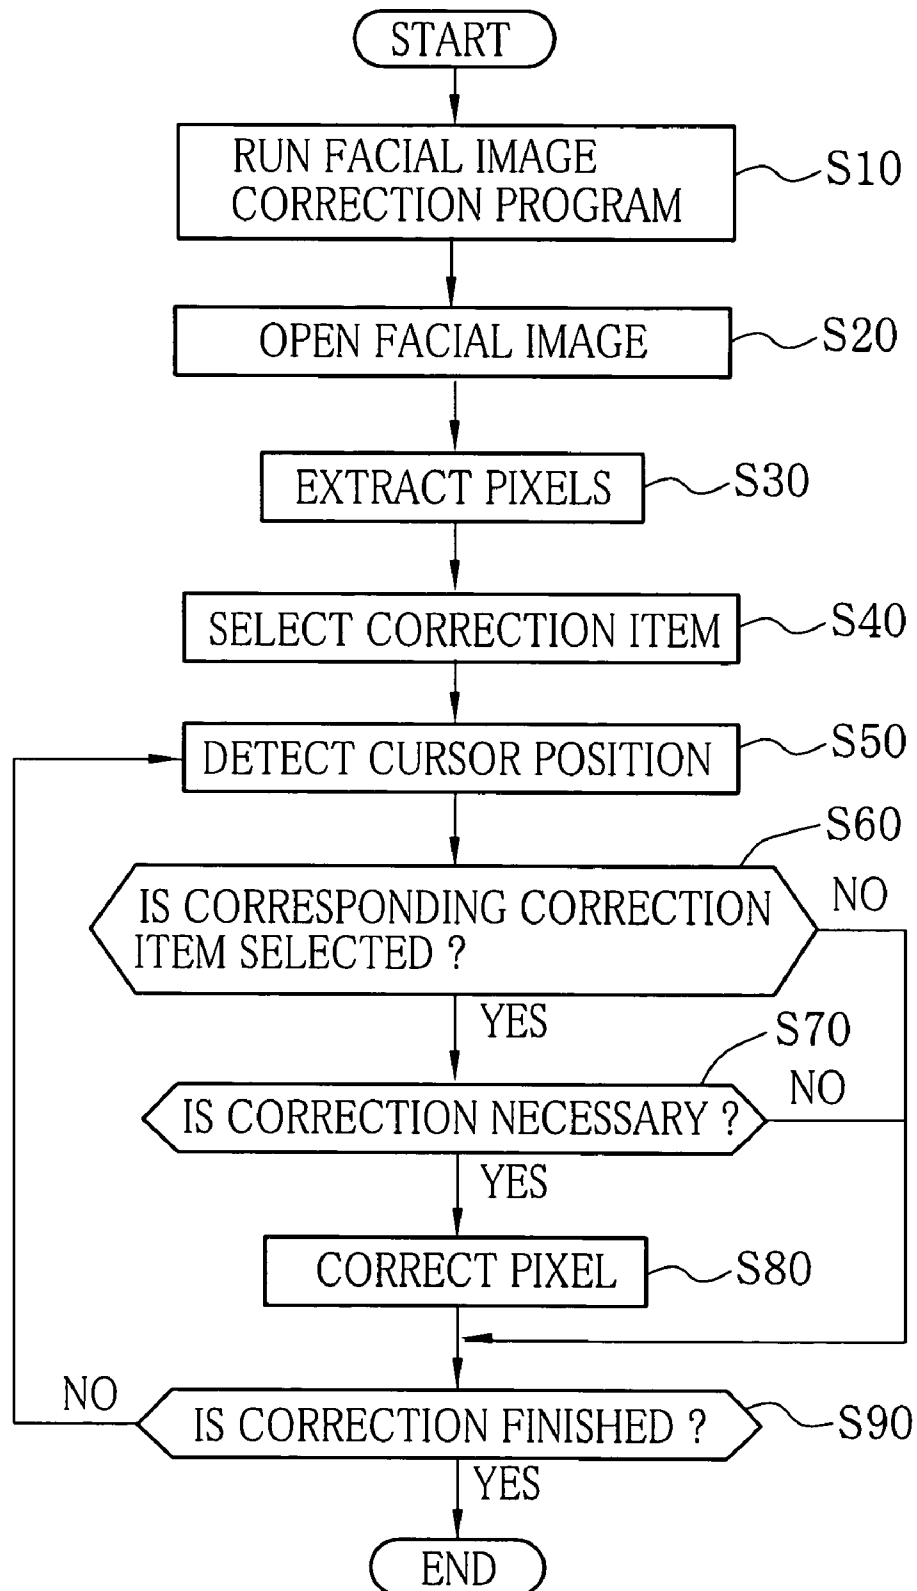 START
RUN FACIAL IMAGE
CORRECTION PROGRAM
S10
OPEN FACIAL IMAGE
S20
EXTRACT PIXELS
S30
SELECT CORRECTION ITEM
S40
DETECT CURSOR POSITION
S50
S60
IS CORRESPONDING CORRECTION
ITEM SELECTED ?
NO
YES
S70
IS CORRECTION NECESSARY ?
NO
YES
CORRECT PIXEL
S80
NO
IS CORRECTION FINISHED ?
S90
YES
END